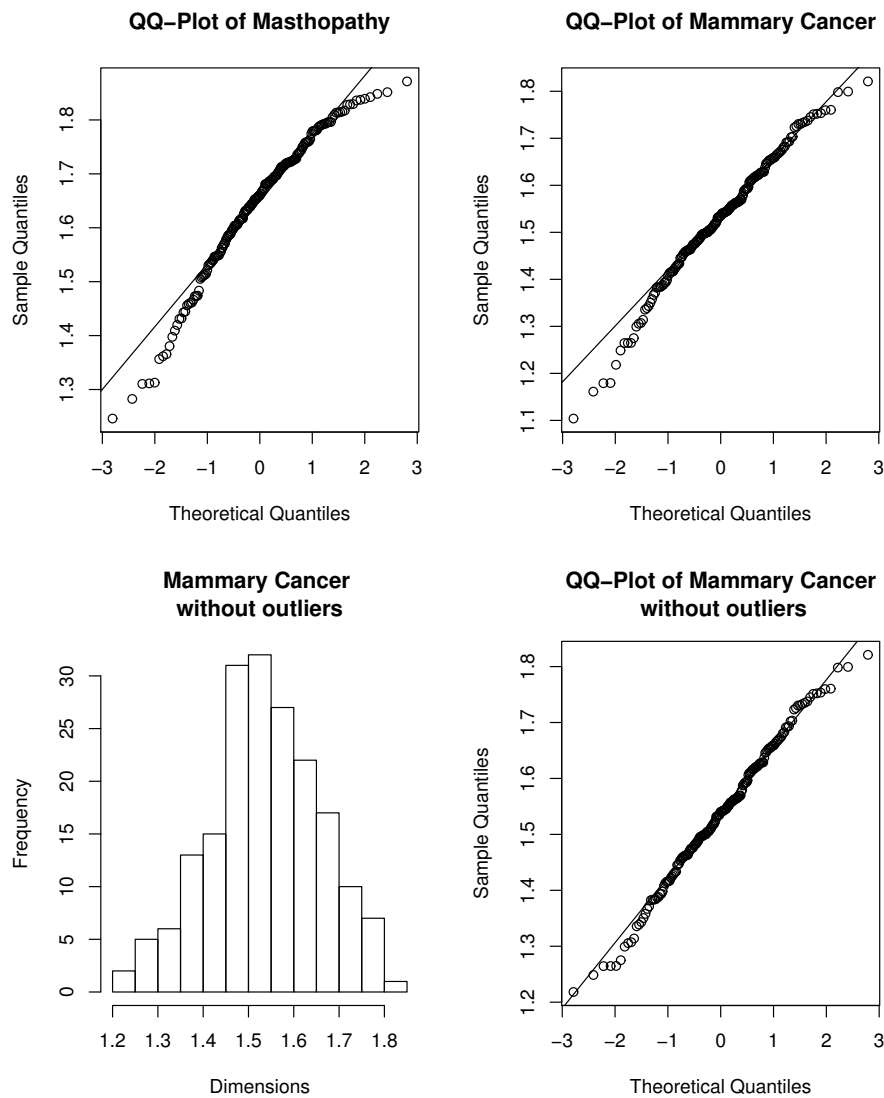 QQ−Plot of Masthopathy
Sample Quantiles
1.3 1.4 1.5 1.6 1.7 1.8
−3 −2 −1 0 1 2 3
Theoretical Quantiles
QQ−Plot of Mammary Cancer
Sample Quantiles
1.1 1.2 1.3 1.4 1.5 1.6 1.7 1.8
−3 −2 −1 0 1 2 3
Theoretical Quantiles
Mammary Cancer
without outliers
Frequency
0 5 10 15 20 25 30
1.2 1.3 1.4 1.5 1.6 1.7 1.8
Dimensions
QQ−Plot of Mammary Cancer
without outliers
Sample Quantiles
1.2 1.3 1.4 1.5 1.6 1.7 1.8
−3 −2 −1 0 1 2 3
Theoretical Quantiles